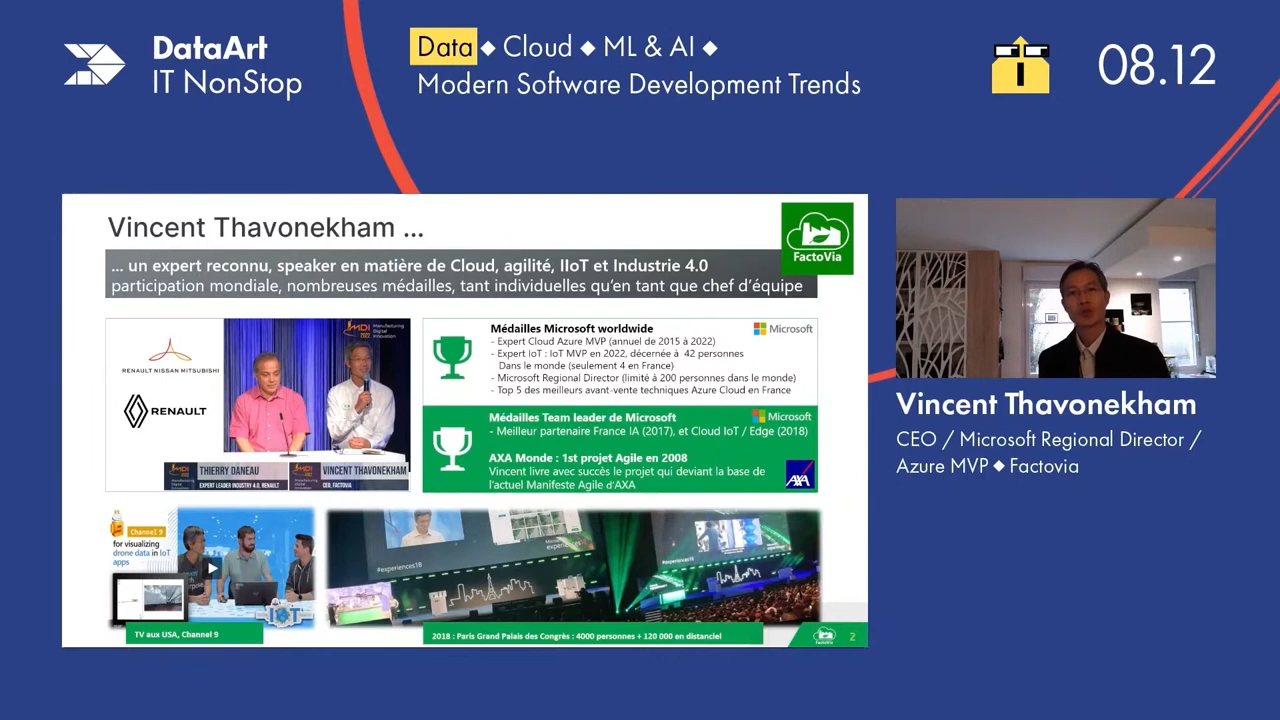 DataArt
IT NonStop
Data ◆ Cloud ◆ ML & AI ◆
Modern Software Development Trends
08.12
Vincent Thavonekham ...
FactoVia
... un expert reconnu, speaker en matière de Cloud, agilité, IIoT et Industrie 4.0
participation mondiale, nombreuses médailles, tant individuelles qu'en tant que chef d'équipe
RENAULT NISSAN MITSUBISHI
RENAULT
MDI
2022
Manufacturing
Digital
Innovation
THIERRY DANEAU
EXPERT LEADER INDUSTRY 4.0, RENAULT
VINCENT THAVONEKHAM
CEO, FACTOVIA
Médailles Microsoft worldwide
Microsoft
- Expert Cloud Azure MVP (annuel de 2015 à 2022)
- Expert IoT : IoT MVP en 2022, décernée à 42 personnes
Dans le monde (seulement 4 en France)
- Microsoft Regional Director (limité à 200 personnes dans le monde)
- Top 5 des meilleurs avant-vente techniques Azure Cloud en France
Médailles Team leader de Microsoft
Microsoft
- Meilleur partenaire France IA (2017), et Cloud IoT / Edge (2018)
AXA Monde : 1st projet Agile en 2008
Vincent livre avec succès le projet qui deviant la base de
l'actuel Manifeste Agile d'AXA
AXA
Channel 9
for visualizing
drone data in IoT
apps
IoT
TV aux USA, Channel 9
#experiences18
#experiences18
2018 : Paris Grand Palais des Congrès : 4000 personnes + 120 000 en distanciel
FactoVia
2
Vincent Thavonekham
CEO / Microsoft Regional Director /
Azure MVP ◆ Factovia